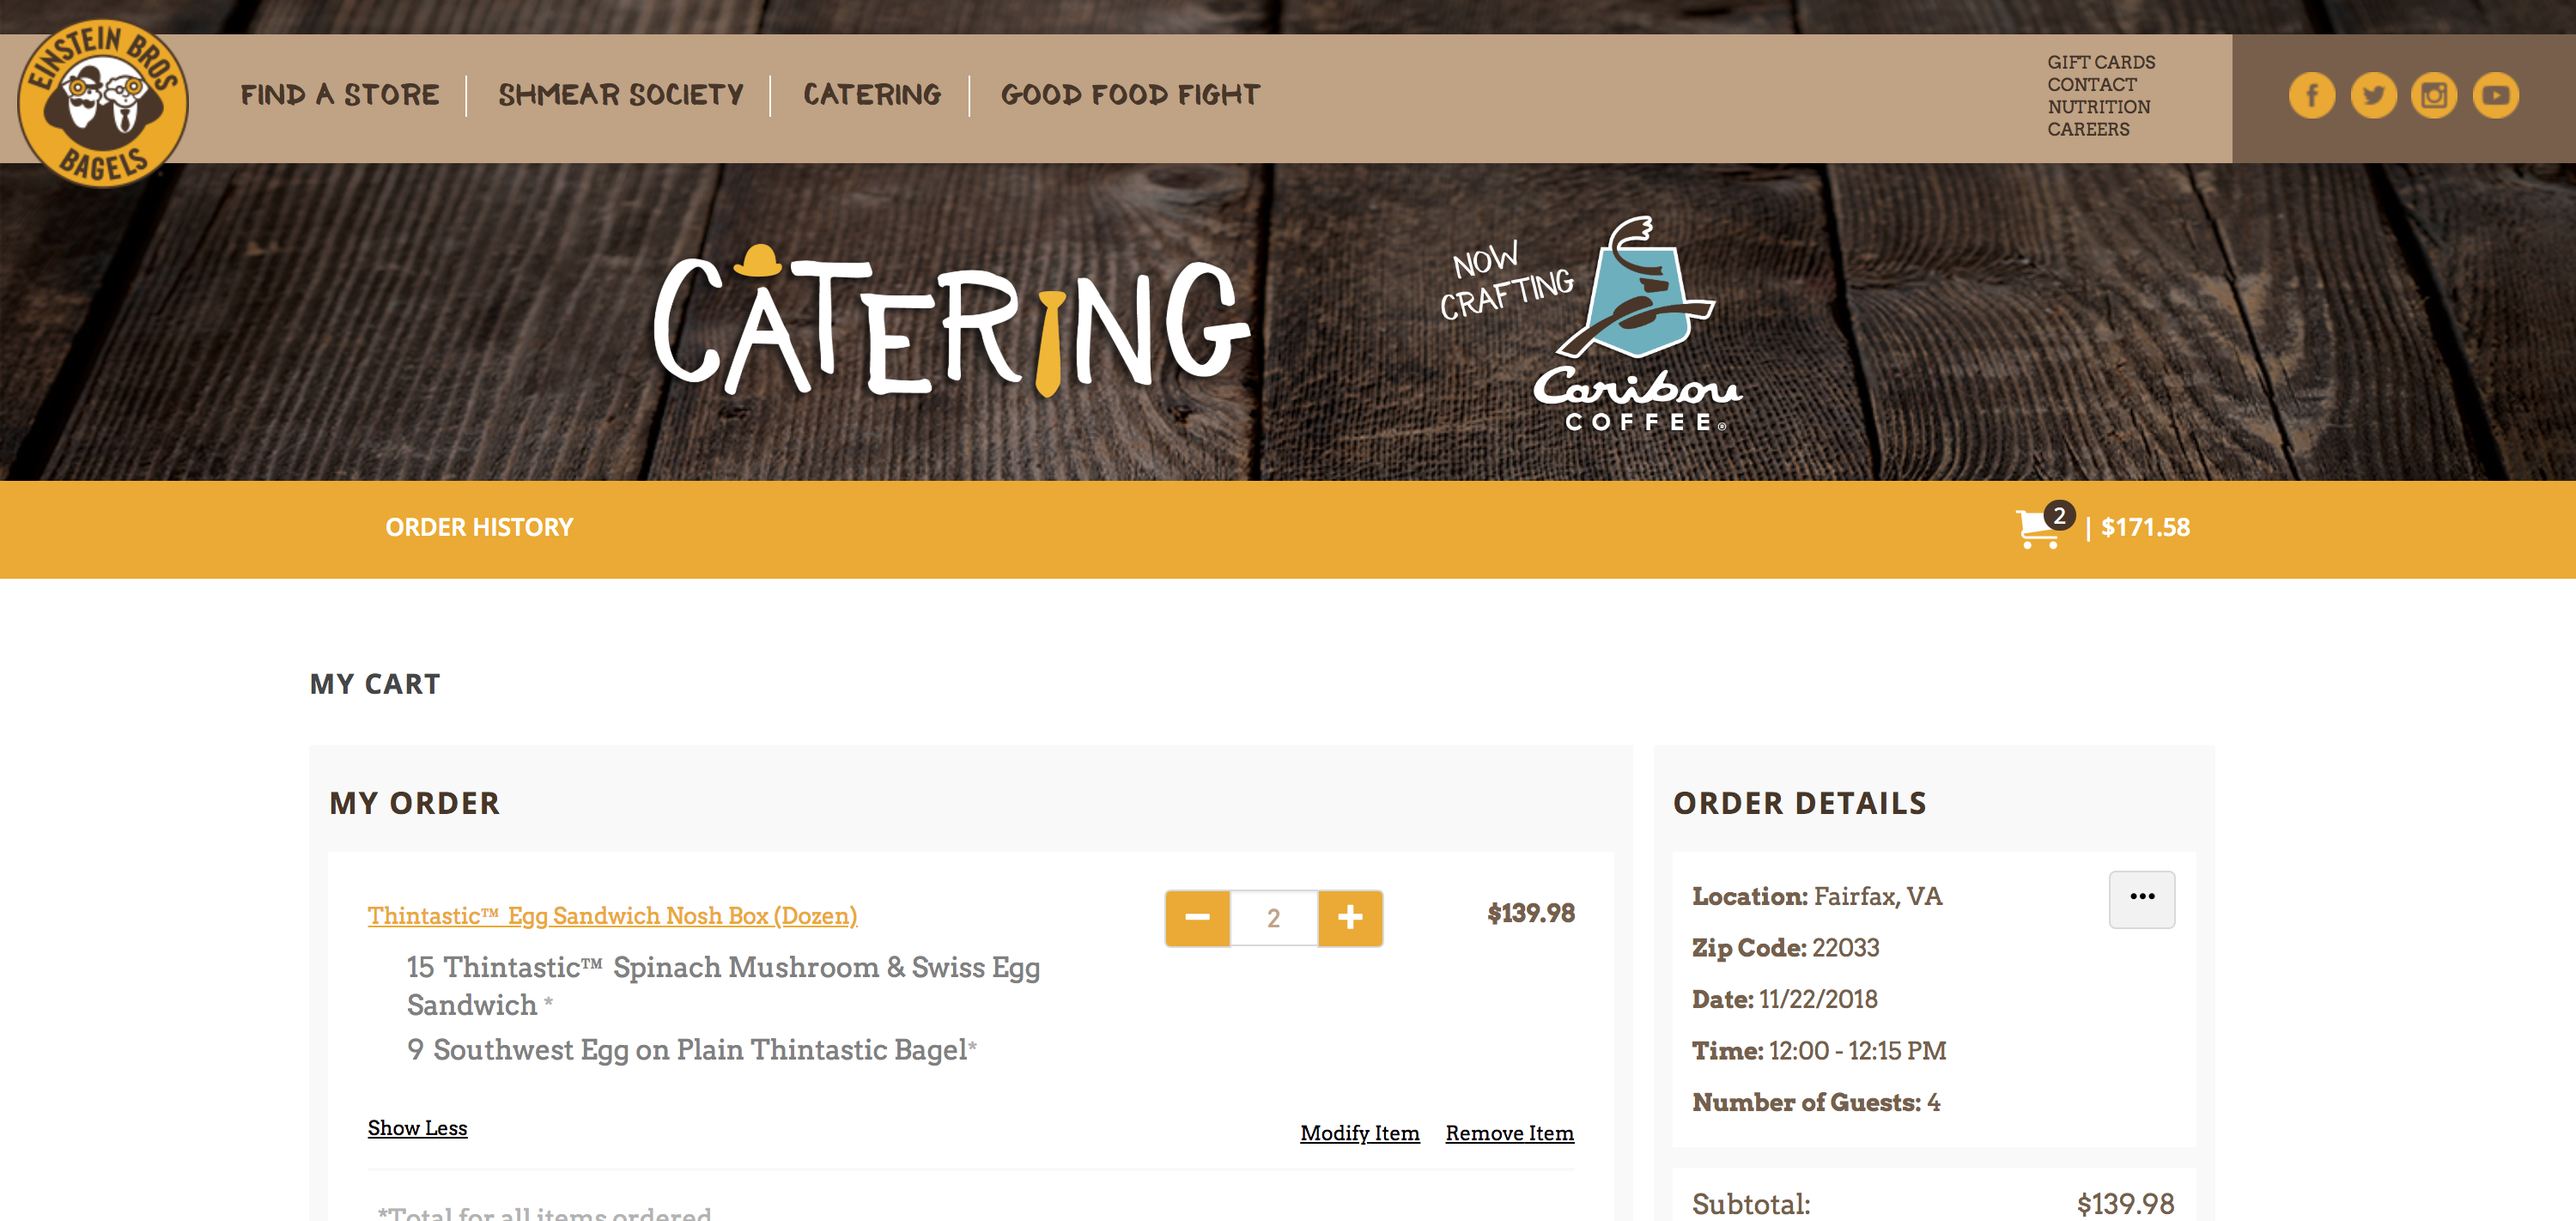 EINSTEIN BROS
BAGELS
FIND A STORE
SHMEAR SOCIETY
CATERING
GOOD FOOD FIGHT
GIFT CARDS
CONTACT
NUTRITION
CAREERS
CATERING
NOW
CRAFTING
Caribou
COFFEE®
ORDER HISTORY
2 | $171.58
MY CART
MY ORDER
Thintastic™ Egg Sandwich Nosh Box (Dozen)
2
$139.98
15 Thintastic™ Spinach Mushroom & Swiss Egg
Sandwich *
9 Southwest Egg on Plain Thintastic Bagel*
Show Less
Modify Item
Remove Item
*Total for all items ordered
ORDER DETAILS
Location: Fairfax, VA
Zip Code: 22033
Date: 11/22/2018
Time: 12:00 - 12:15 PM
Number of Guests: 4
Subtotal: $139.98